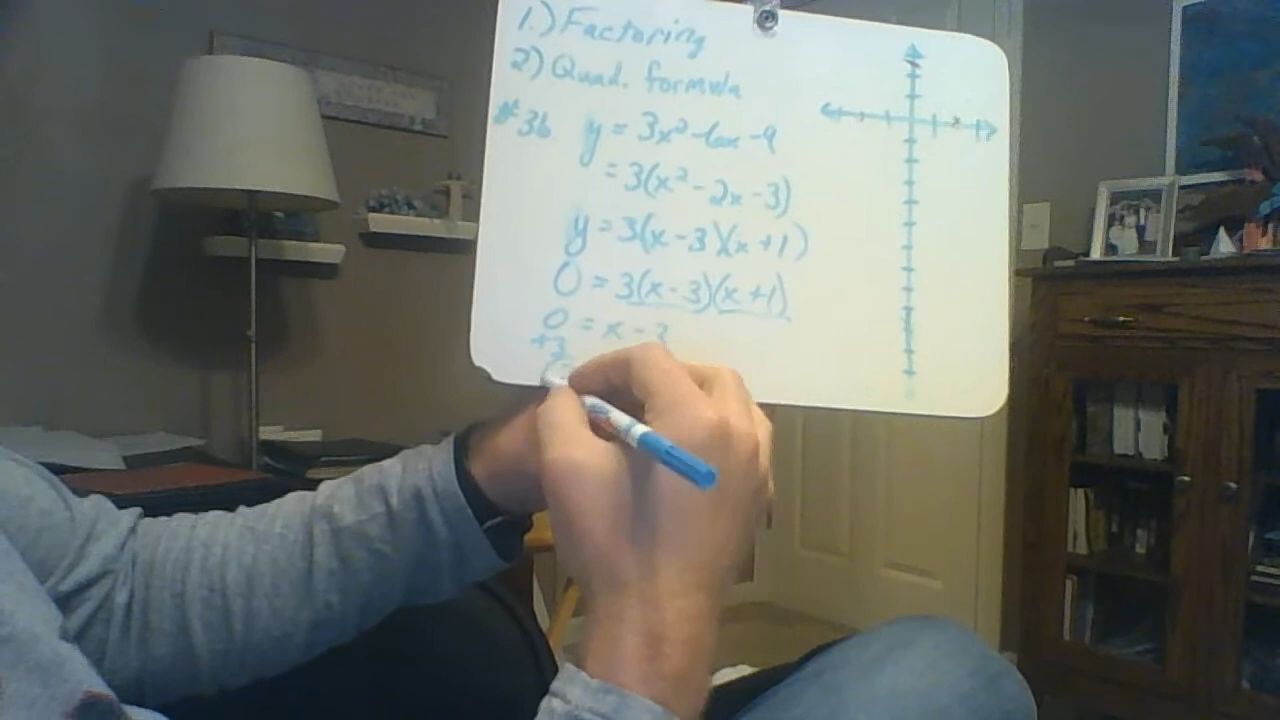 1.) Factoring
2) Quad. formula
#36 y = 3x² - 6x - 9
= 3(x² - 2x - 3)
y = 3(x - 3)(x + 1)
0 = 3(x - 3)(x + 1)
0 = x - 3
+3